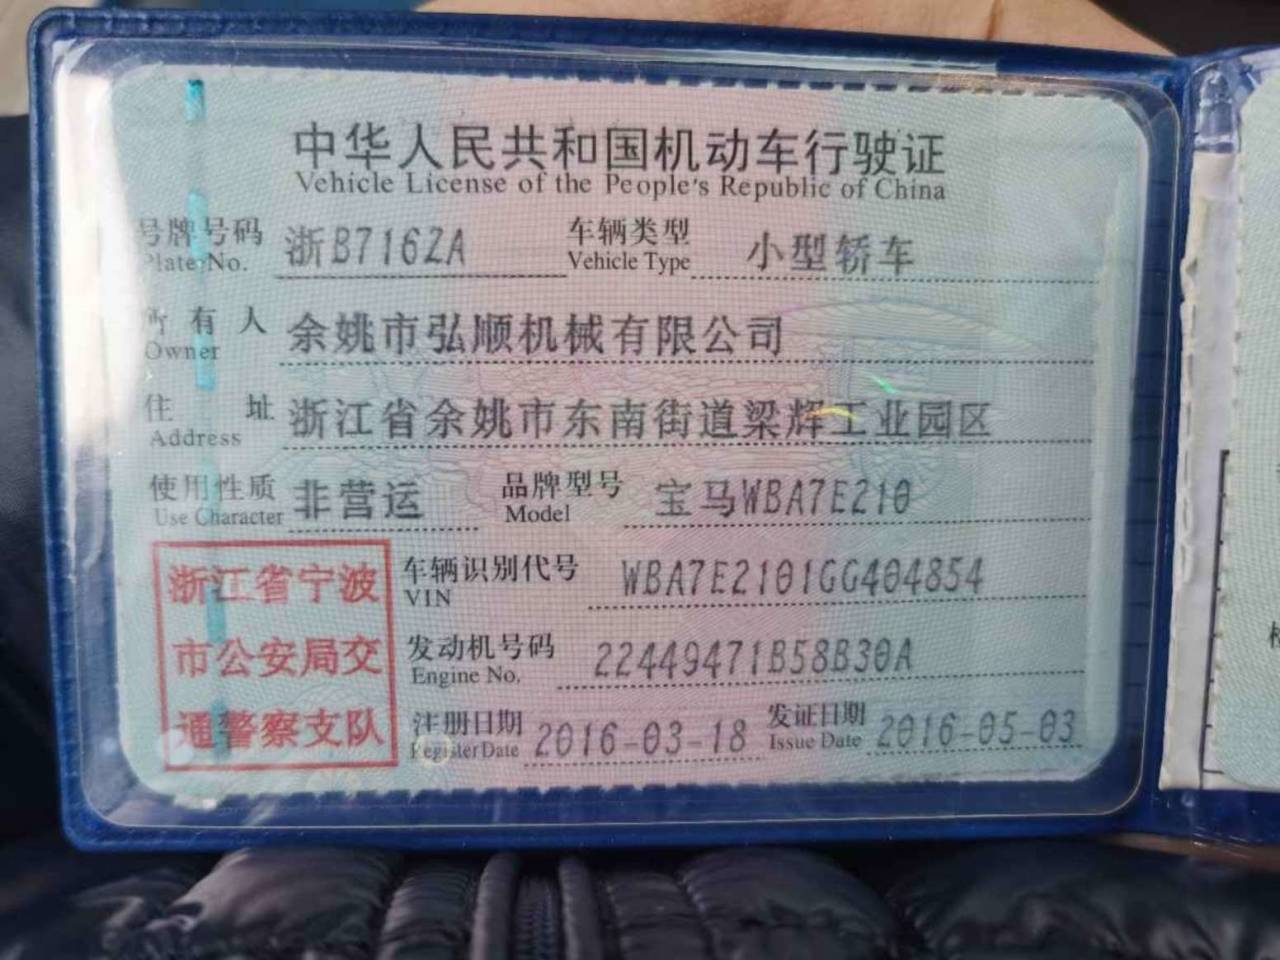 中华人民共和国机动车行驶证
Vehicle License of the People's Republic of China
号牌号码 浙B716ZA 车辆类型 小型轿车
Plate No. Vehicle Type
所有人 余姚市弘顺机械有限公司
Owner
住址 浙江省余姚市东南街道梁辉工业园区
Address
使用性质 非营运 品牌型号 宝马WBA7E210
Use Character Model
浙江省宁波
市公安局交
通警察支队
车辆识别代号 WBA7E2101GG404854
VIN
发动机号码 22449471B58B30A
Engine No.
注册日期 2016-03-18 发证日期 2016-05-03
Register Date Issue Date